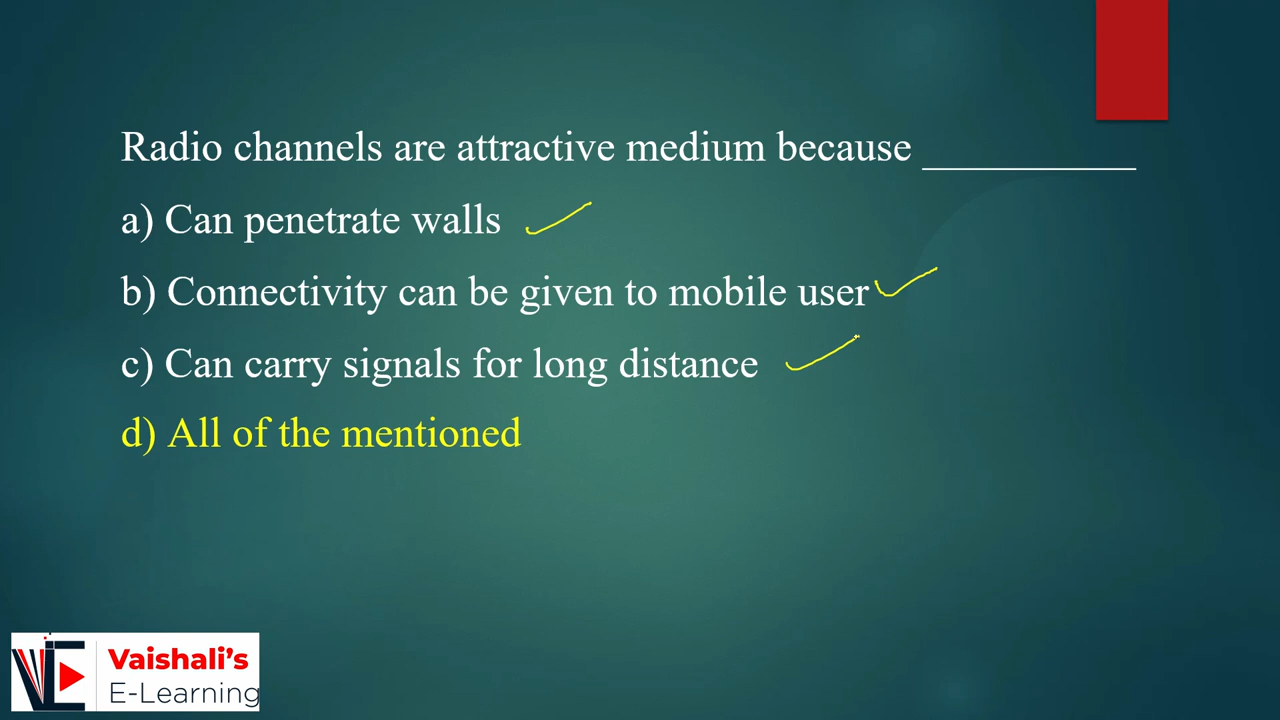 Radio channels are attractive medium because __________
a) Can penetrate walls
b) Connectivity can be given to mobile user
c) Can carry signals for long distance
d) All of the mentioned
Vaishali's
E-Learning